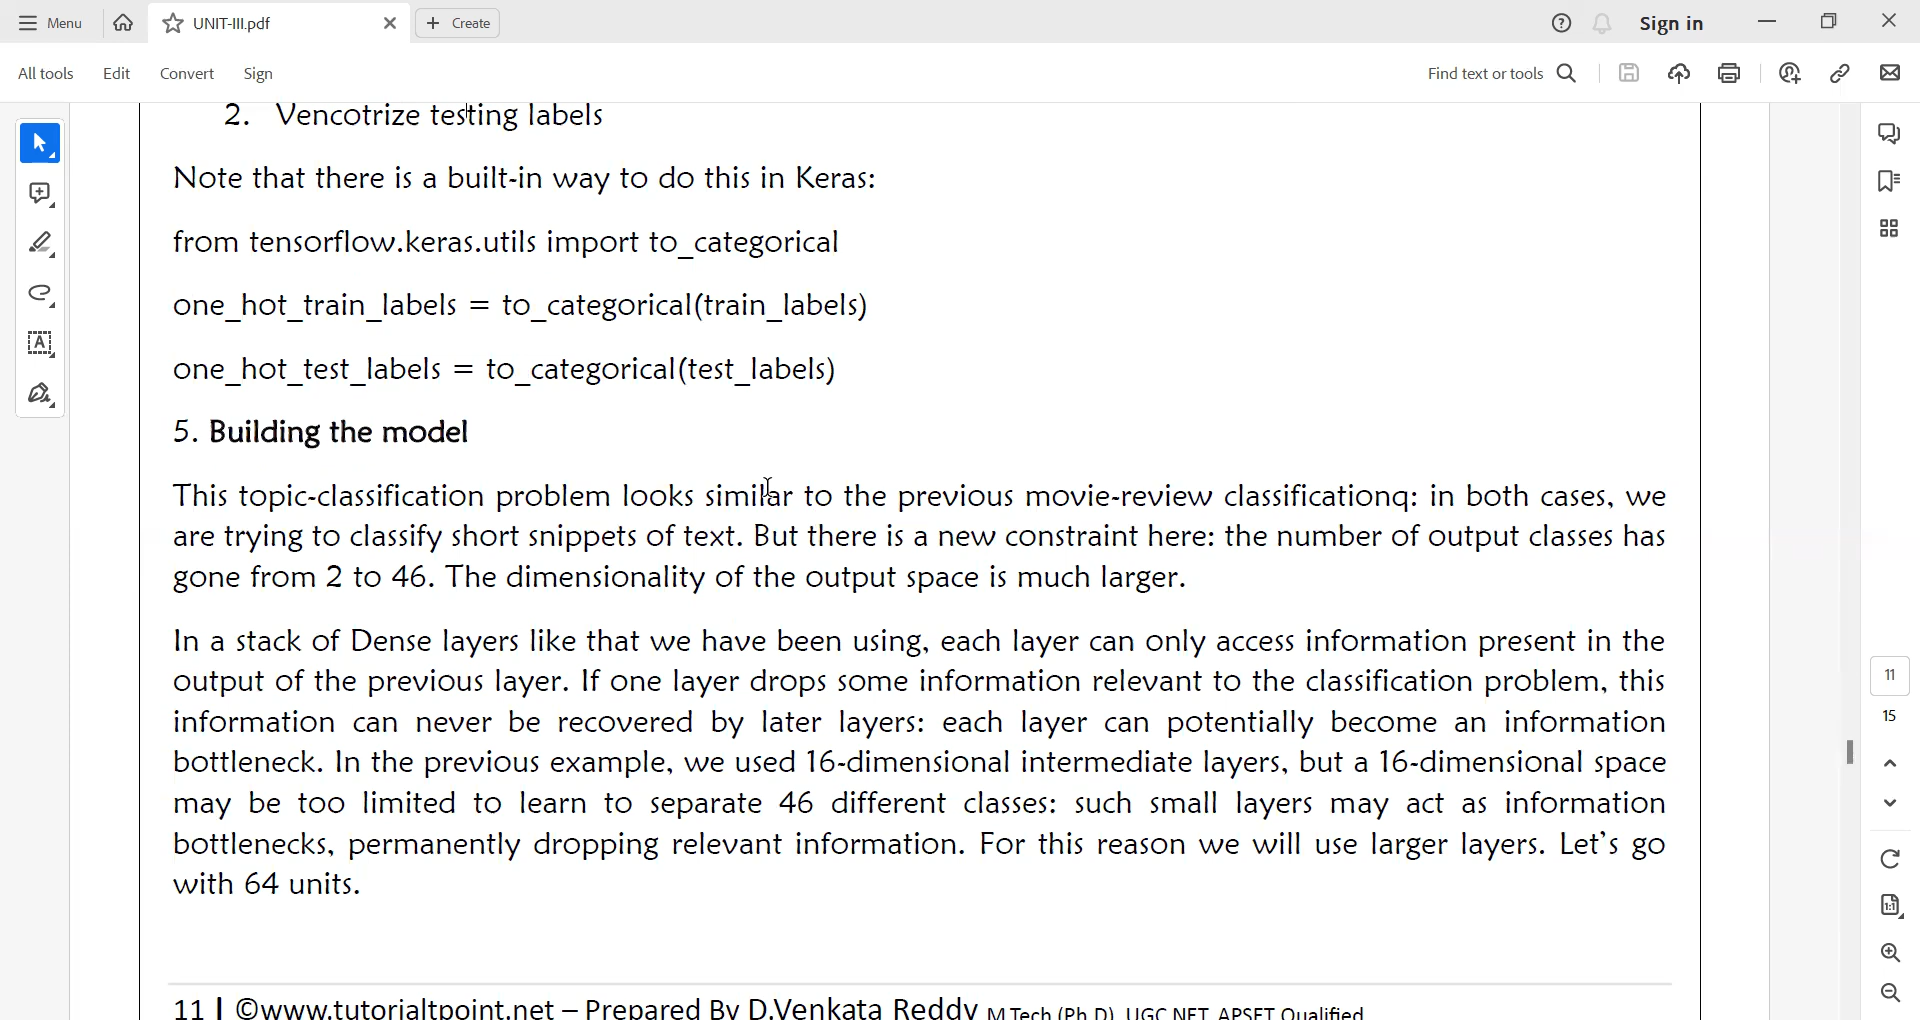 Menu
UNIT-III.pdf
Create
Sign in
All tools Edit Convert Sign
Find text or tools
2. Vencotrize testing labels
Note that there is a built-in way to do this in Keras:
from tensorflow.keras.utils import to_categorical
one_hot_train_labels = to_categorical(train_labels)
one_hot_test_labels = to_categorical(test_labels)
5. Building the model
This topic-classification problem looks similar to the previous movie-review classificationq: in both cases, we
are trying to classify short snippets of text. But there is a new constraint here: the number of output classes has
gone from 2 to 46. The dimensionality of the output space is much larger.
In a stack of Dense layers like that we have been using, each layer can only access information present in the
output of the previous layer. If one layer drops some information relevant to the classification problem, this
information can never be recovered by later layers: each layer can potentially become an information
bottleneck. In the previous example, we used 16-dimensional intermediate layers, but a 16-dimensional space
may be too limited to learn to separate 46 different classes: such small layers may act as information
bottlenecks, permanently dropping relevant information. For this reason we will use larger layers. Let's go
with 64 units.
11
15
11 | ©www.tutorialtpoint.net – Prepared By D.Venkata Reddy M.Tech (Ph.D), UGC NET, APSET Qualified